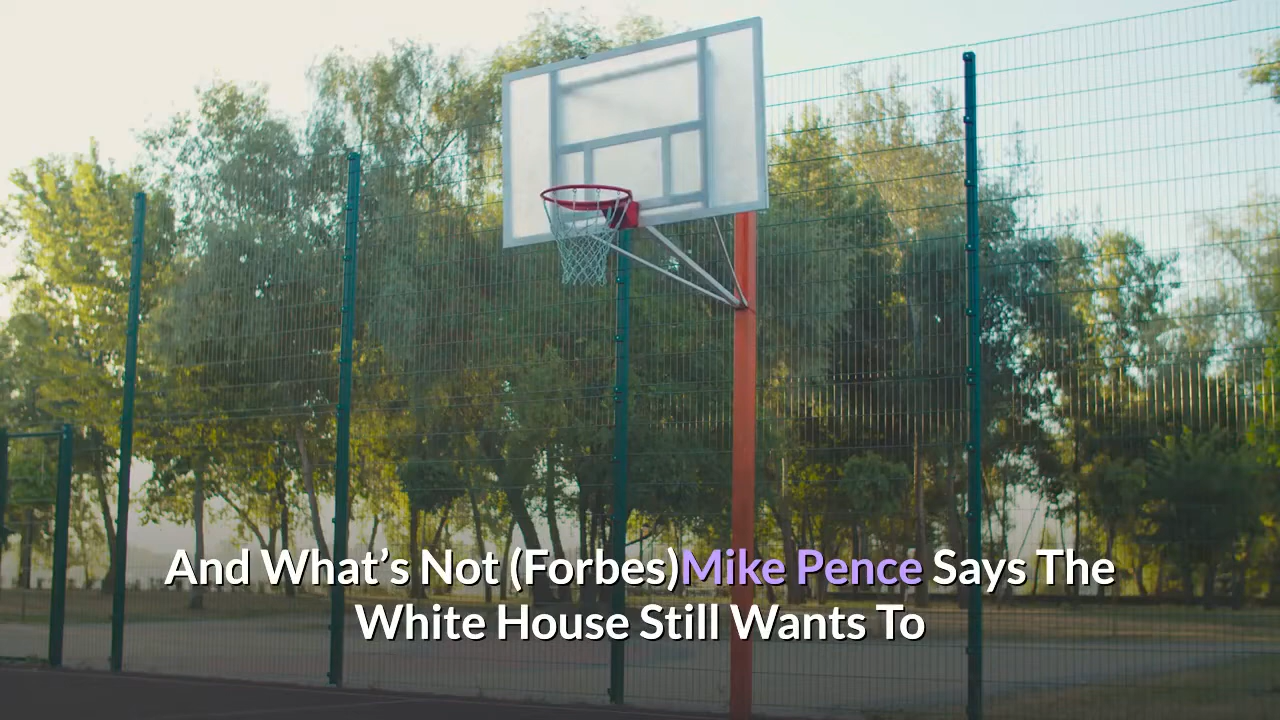 And What’s Not (Forbes)Mike Pence Says The
White House Still Wants To